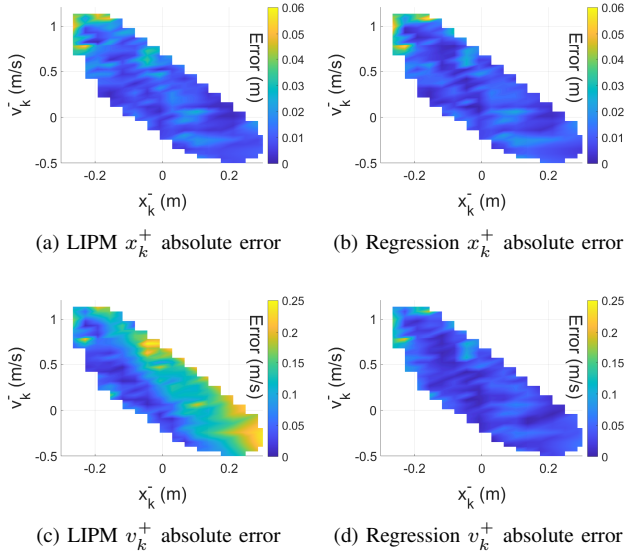 1
0.5
0
-0.5
v_k^- (m/s)
-0.2 0 0.2
x_k^- (m)
0.06
0.05
0.04
0.03
0.02
0.01
0
Error (m)
(a) LIPM x_k^+ absolute error
1
0.5
0
-0.5
v_k^- (m/s)
-0.2 0 0.2
x_k^- (m)
0.06
0.05
0.04
0.03
0.02
0.01
0
Error (m)
(b) Regression x_k^+ absolute error
1
0.5
0
-0.5
v_k^- (m/s)
-0.2 0 0.2
x_k^- (m)
0.25
0.2
0.15
0.1
0.05
0
Error (m/s)
(c) LIPM v_k^+ absolute error
1
0.5
0
-0.5
v_k^- (m/s)
-0.2 0 0.2
x_k^- (m)
0.25
0.2
0.15
0.1
0.05
0
Error (m/s)
(d) Regression v_k^+ absolute error